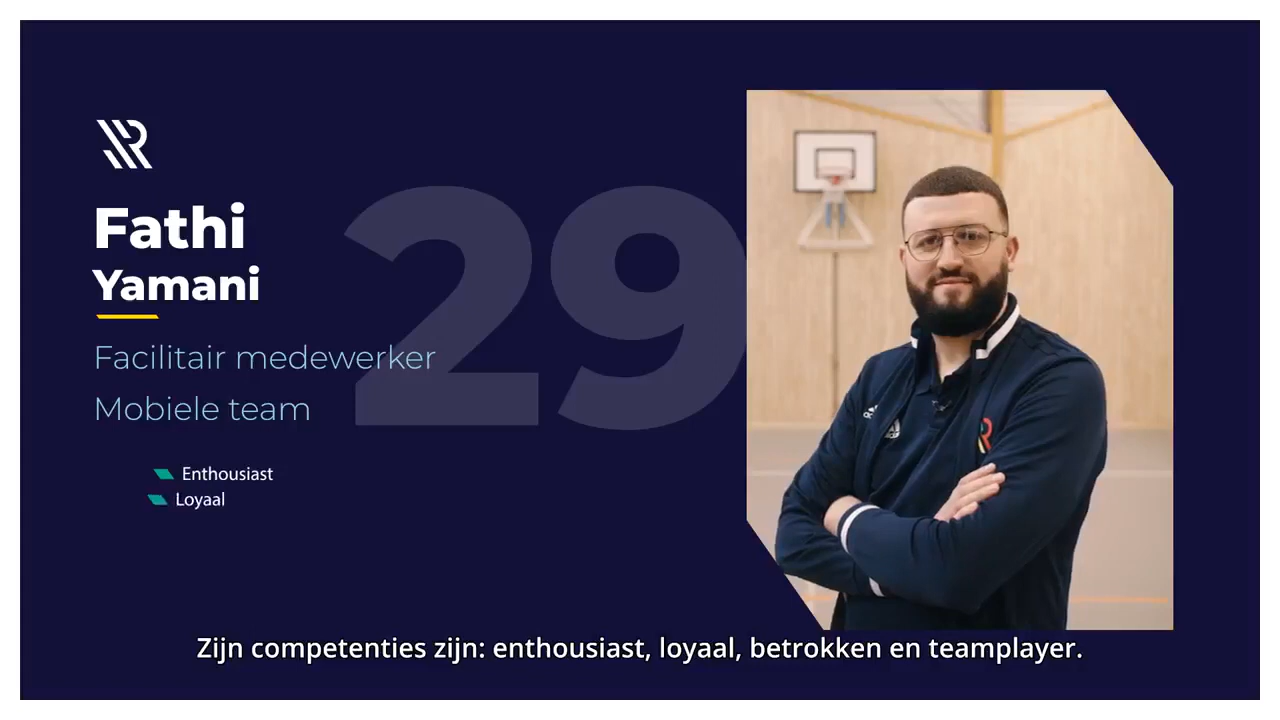 Fathi
Yamani
29
Facilitair medewerker
Mobiele team
Enthousiast
Loyaal
Zijn competenties zijn: enthousiast, loyaal, betrokken en teamplayer.